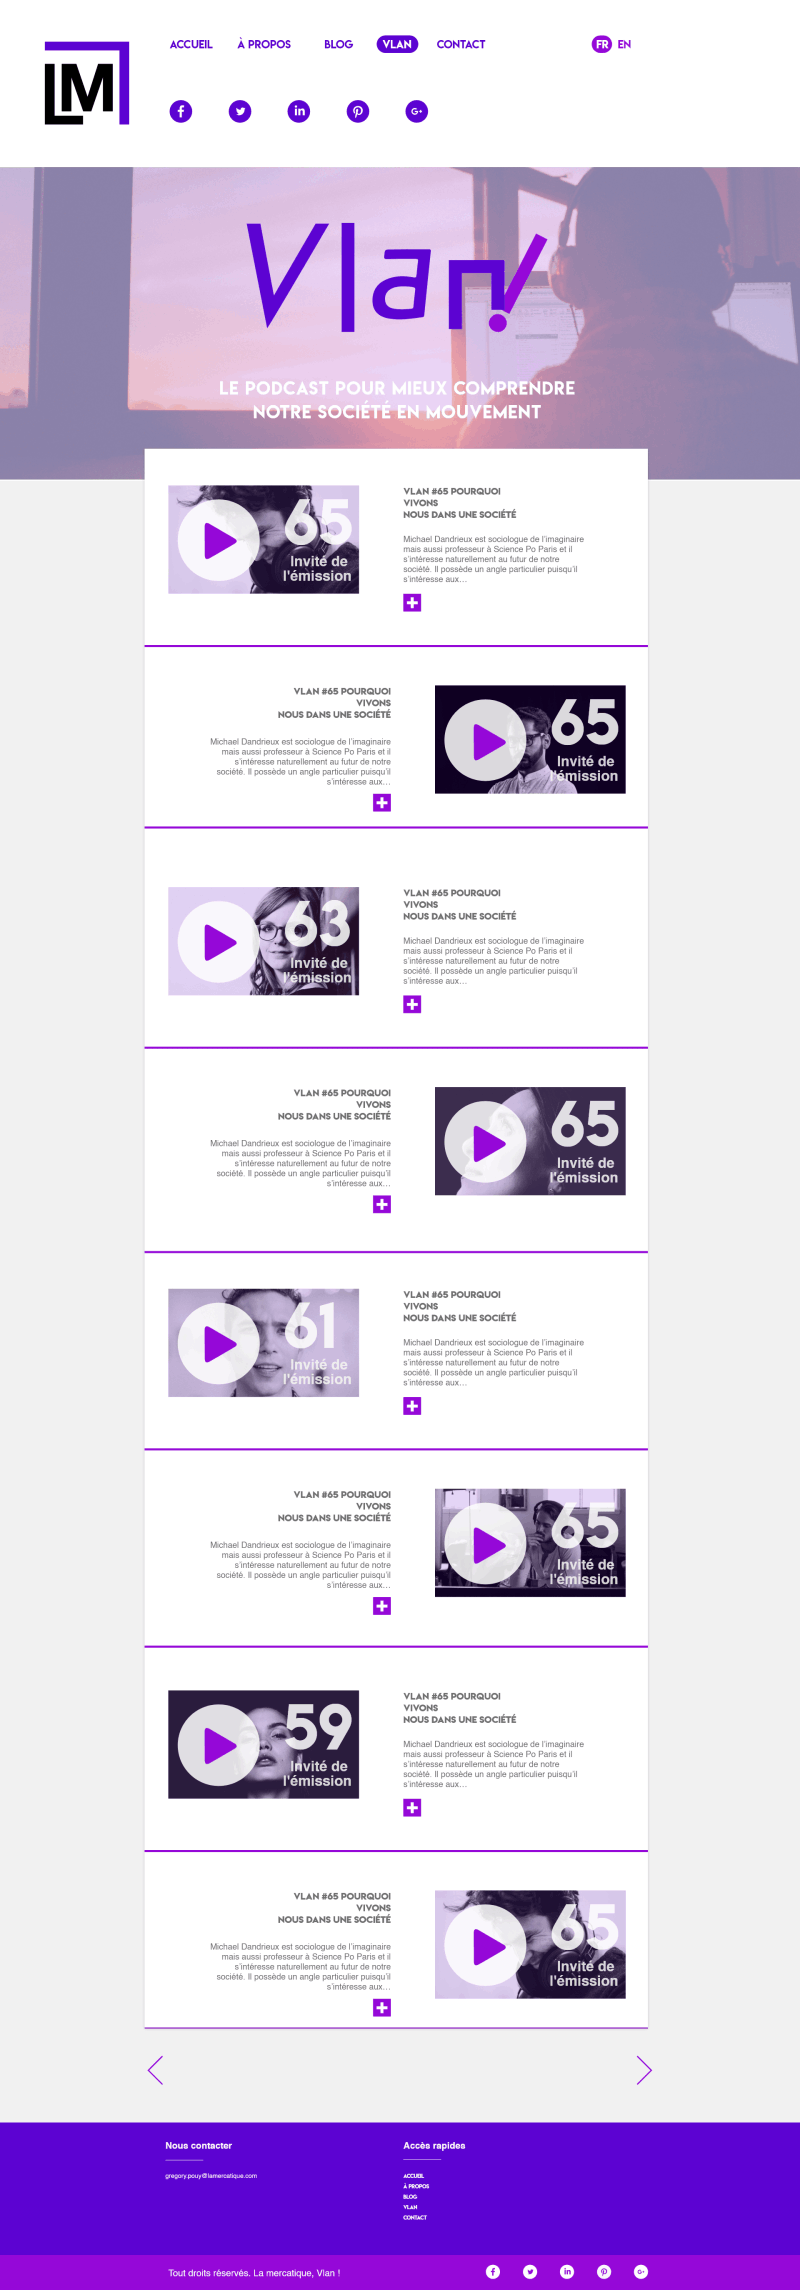 LM
ACCUEIL
À PROPOS
BLOG
VLAN
CONTACT
FR
EN
Vlan!
LE PODCAST POUR MIEUX COMPRENDRE
NOTRE SOCIÉTÉ EN MOUVEMENT
65
Invité de
l'émission
VLAN #65 POURQUOI
VIVONS
NOUS DANS UNE SOCIÉTÉ
Michael Dandrieux est sociologue de l'imaginaire
mais aussi professeur à Science Po Paris et il
s'intéresse naturellement au futur de notre
société. Il possède un angle particulier puisqu'il
s'intéresse aux...
VLAN #65 POURQUOI
VIVONS
NOUS DANS UNE SOCIÉTÉ
Michael Dandrieux est sociologue de l'imaginaire
mais aussi professeur à Science Po Paris et il
s'intéresse naturellement au futur de notre
société. Il possède un angle particulier puisqu'il
s'intéresse aux...
65
Invité de
l'émission
63
Invité de
l'émission
VLAN #65 POURQUOI
VIVONS
NOUS DANS UNE SOCIÉTÉ
Michael Dandrieux est sociologue de l'imaginaire
mais aussi professeur à Science Po Paris et il
s'intéresse naturellement au futur de notre
société. Il possède un angle particulier puisqu'il
s'intéresse aux...
VLAN #65 POURQUOI
VIVONS
NOUS DANS UNE SOCIÉTÉ
Michael Dandrieux est sociologue de l'imaginaire
mais aussi professeur à Science Po Paris et il
s'intéresse naturellement au futur de notre
société. Il possède un angle particulier puisqu'il
s'intéresse aux...
65
Invité de
l'émission
61
Invité de
l'émission
VLAN #65 POURQUOI
VIVONS
NOUS DANS UNE SOCIÉTÉ
Michael Dandrieux est sociologue de l'imaginaire
mais aussi professeur à Science Po Paris et il
s'intéresse naturellement au futur de notre
société. Il possède un angle particulier puisqu'il
s'intéresse aux...
VLAN #65 POURQUOI
VIVONS
NOUS DANS UNE SOCIÉTÉ
Michael Dandrieux est sociologue de l'imaginaire
mais aussi professeur à Science Po Paris et il
s'intéresse naturellement au futur de notre
société. Il possède un angle particulier puisqu'il
s'intéresse aux...
65
Invité de
l'émission
59
Invité de
l'émission
VLAN #65 POURQUOI
VIVONS
NOUS DANS UNE SOCIÉTÉ
Michael Dandrieux est sociologue de l'imaginaire
mais aussi professeur à Science Po Paris et il
s'intéresse naturellement au futur de notre
société. Il possède un angle particulier puisqu'il
s'intéresse aux...
VLAN #65 POURQUOI
VIVONS
NOUS DANS UNE SOCIÉTÉ
Michael Dandrieux est sociologue de l'imaginaire
mais aussi professeur à Science Po Paris et il
s'intéresse naturellement au futur de notre
société. Il possède un angle particulier puisqu'il
s'intéresse aux...
65
Invité de
l'émission
Nous contacter
gregory.pouy@lamercatique.com
Accès rapides
ACCUEIL
À PROPOS
BLOG
VLAN
CONTACT
Tout droits réservés. La mercatique, Vlan !